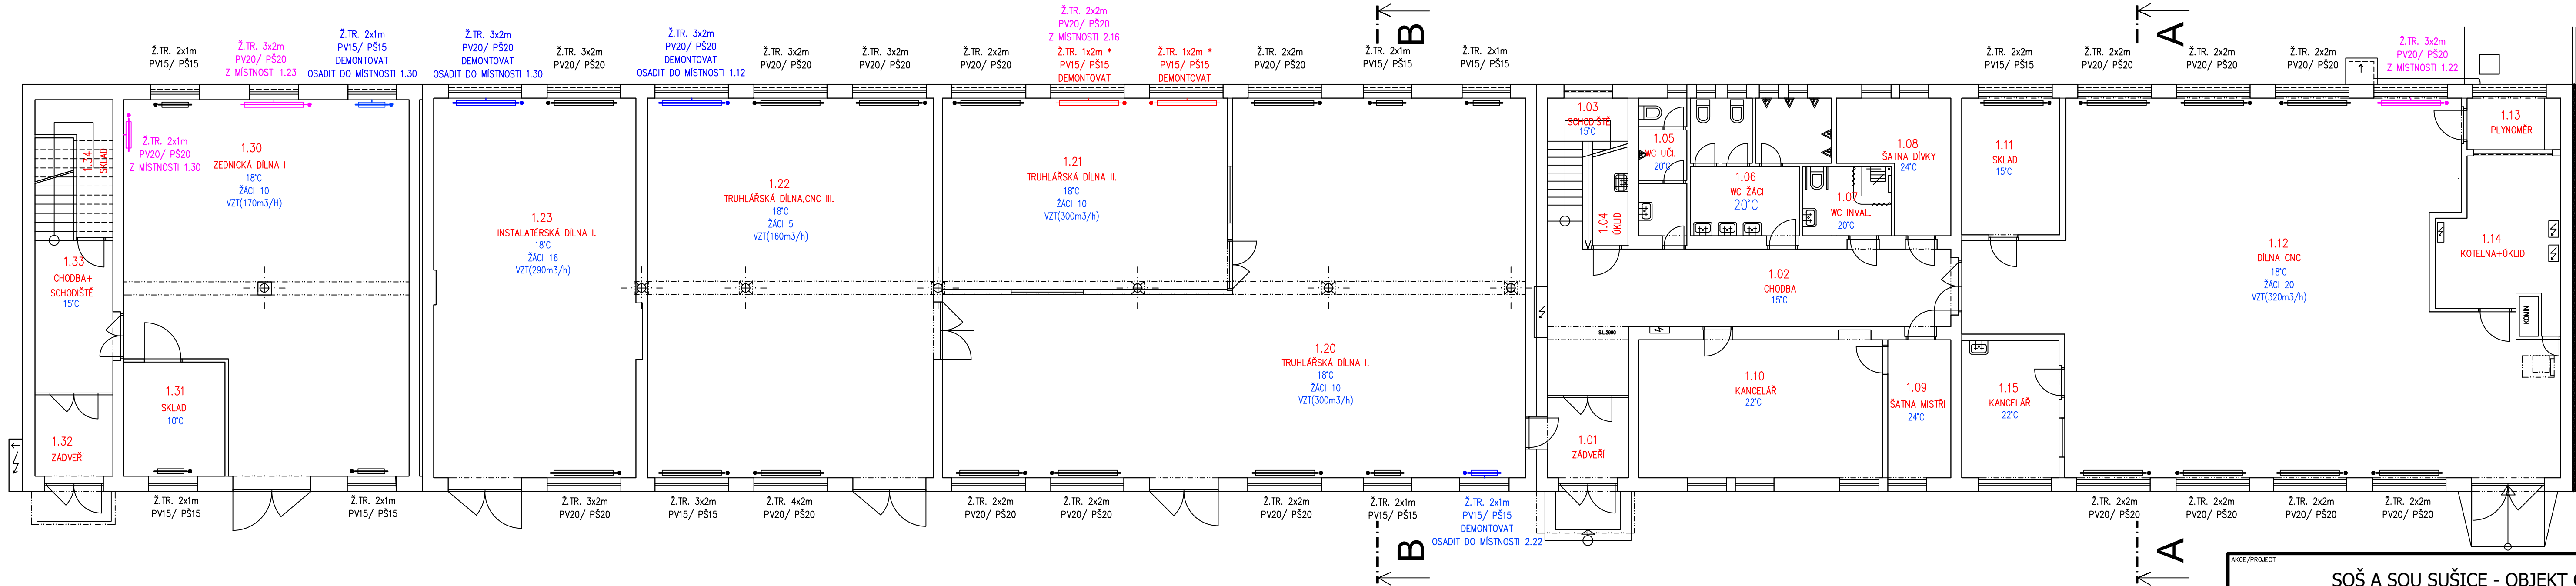 Ž.TR. 2x1m
PV15/ PŠ15
Ž.TR. 3x2m
PV20/ PŠ20
Z MÍSTNOSTI 1.23
Ž.TR. 2x1m
PV15/ PŠ15
DEMONTOVAT
OSADIT DO MÍSTNOSTI 1.30
Ž.TR. 3x2m
PV20/ PŠ20
DEMONTOVAT
OSADIT DO MÍSTNOSTI 1.30
Ž.TR. 3x2m
PV20/ PŠ20
Ž.TR. 3x2m
PV20/ PŠ20
DEMONTOVAT
OSADIT DO MÍSTNOSTI 1.12
Ž.TR. 3x2m
PV20/ PŠ20
Ž.TR. 3x2m
PV20/ PŠ20
Ž.TR. 2x2m
PV20/ PŠ20
Ž.TR. 2x2m
PV20/ PŠ20
Z MÍSTNOSTI 2.16
Ž.TR. 1x2m *
PV15/ PŠ15
DEMONTOVAT
Ž.TR. 1x2m *
PV15/ PŠ15
DEMONTOVAT
Ž.TR. 2x2m
PV20/ PŠ20
Ž.TR. 2x1m
PV15/ PŠ15
B
Ž.TR. 2x1m
PV15/ PŠ15
Ž.TR. 2x2m
PV15/ PŠ15
Ž.TR. 2x2m
PV20/ PŠ20
A
Ž.TR. 2x2m
PV20/ PŠ20
Ž.TR. 2x2m
PV20/ PŠ20
Ž.TR. 3x2m
PV20/ PŠ20
Z MÍSTNOSTI 1.22
1.34
SKLAD
Ž.TR. 2x1m
PV20/ PŠ20
Z MÍSTNOSTI 1.30
1.30
ZEDNICKÁ DÍLNA I
18°C
ŽÁCI 10
VZT(170m3/H)
1.33
CHODBA+
SCHODIŠTĚ
15°C
1.31
SKLAD
10°C
1.32
ZÁDVEŘÍ
1.23
INSTALATÉRSKÁ DÍLNA I.
18°C
ŽÁCI 16
VZT(290m3/h)
1.22
TRUHLÁŘSKÁ DÍLNA,CNC III.
18°C
ŽÁCI 5
VZT(160m3/h)
1.21
TRUHLÁŘSKÁ DÍLNA II.
18°C
ŽÁCI 10
VZT(300m3/h)
1.20
TRUHLÁŘSKÁ DÍLNA I.
18°C
ŽÁCI 10
VZT(300m3/h)
1.03
SCHODIŠTĚ
15°C
1.04
ÚKLID
1.05
WC UČI.
20°C
1.06
WC ŽÁCI
20°C
1.07
WC INVAL.
20°C
1.08
ŠATNA DÍVKY
24°C
1.02
CHODBA
15°C
S.L.2990
1.10
KANCELÁŘ
22°C
1.09
ŠATNA MISTŘI
24°C
1.01
ZÁDVEŘÍ
1.11
SKLAD
15°C
1.15
KANCELÁŘ
22°C
1.12
DÍLNA CNC
18°C
ŽÁCI 20
VZT(320m3/h)
1.13
PLYNOMĚR
1.14
KOTELNA+ÚKLID
KOMÍN
Ž.TR. 2x1m
PV15/ PŠ15
Ž.TR. 2x1m
PV15/ PŠ15
Ž.TR. 3x2m
PV20/ PŠ20
Ž.TR. 3x2m
PV15/ PŠ15
Ž.TR. 4x2m
PV20/ PŠ20
Ž.TR. 2x2m
PV20/ PŠ20
Ž.TR. 2x2m
PV20/ PŠ20
Ž.TR. 2x2m
PV20/ PŠ20
Ž.TR. 2x1m
PV15/ PŠ15
Ž.TR. 2x1m
PV15/ PŠ15
DEMONTOVAT
OSADIT DO MÍSTNOSTI 2.22
B
Ž.TR. 2x2m
PV20/ PŠ20
Ž.TR. 2x2m
PV20/ PŠ20
Ž.TR. 2x2m
PV20/ PŠ20
Ž.TR. 2x2m
PV20/ PŠ20
A
AKCE/PROJECT
SOŠ A SOU SUŠICE - OBJEKT